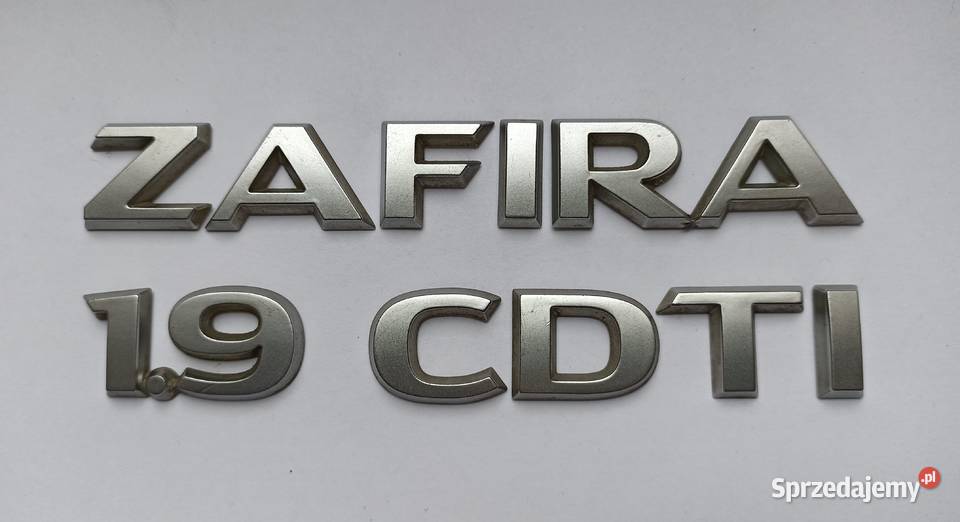 ZAFIRA
1.9 CDTI
Sprzedajemy.pl